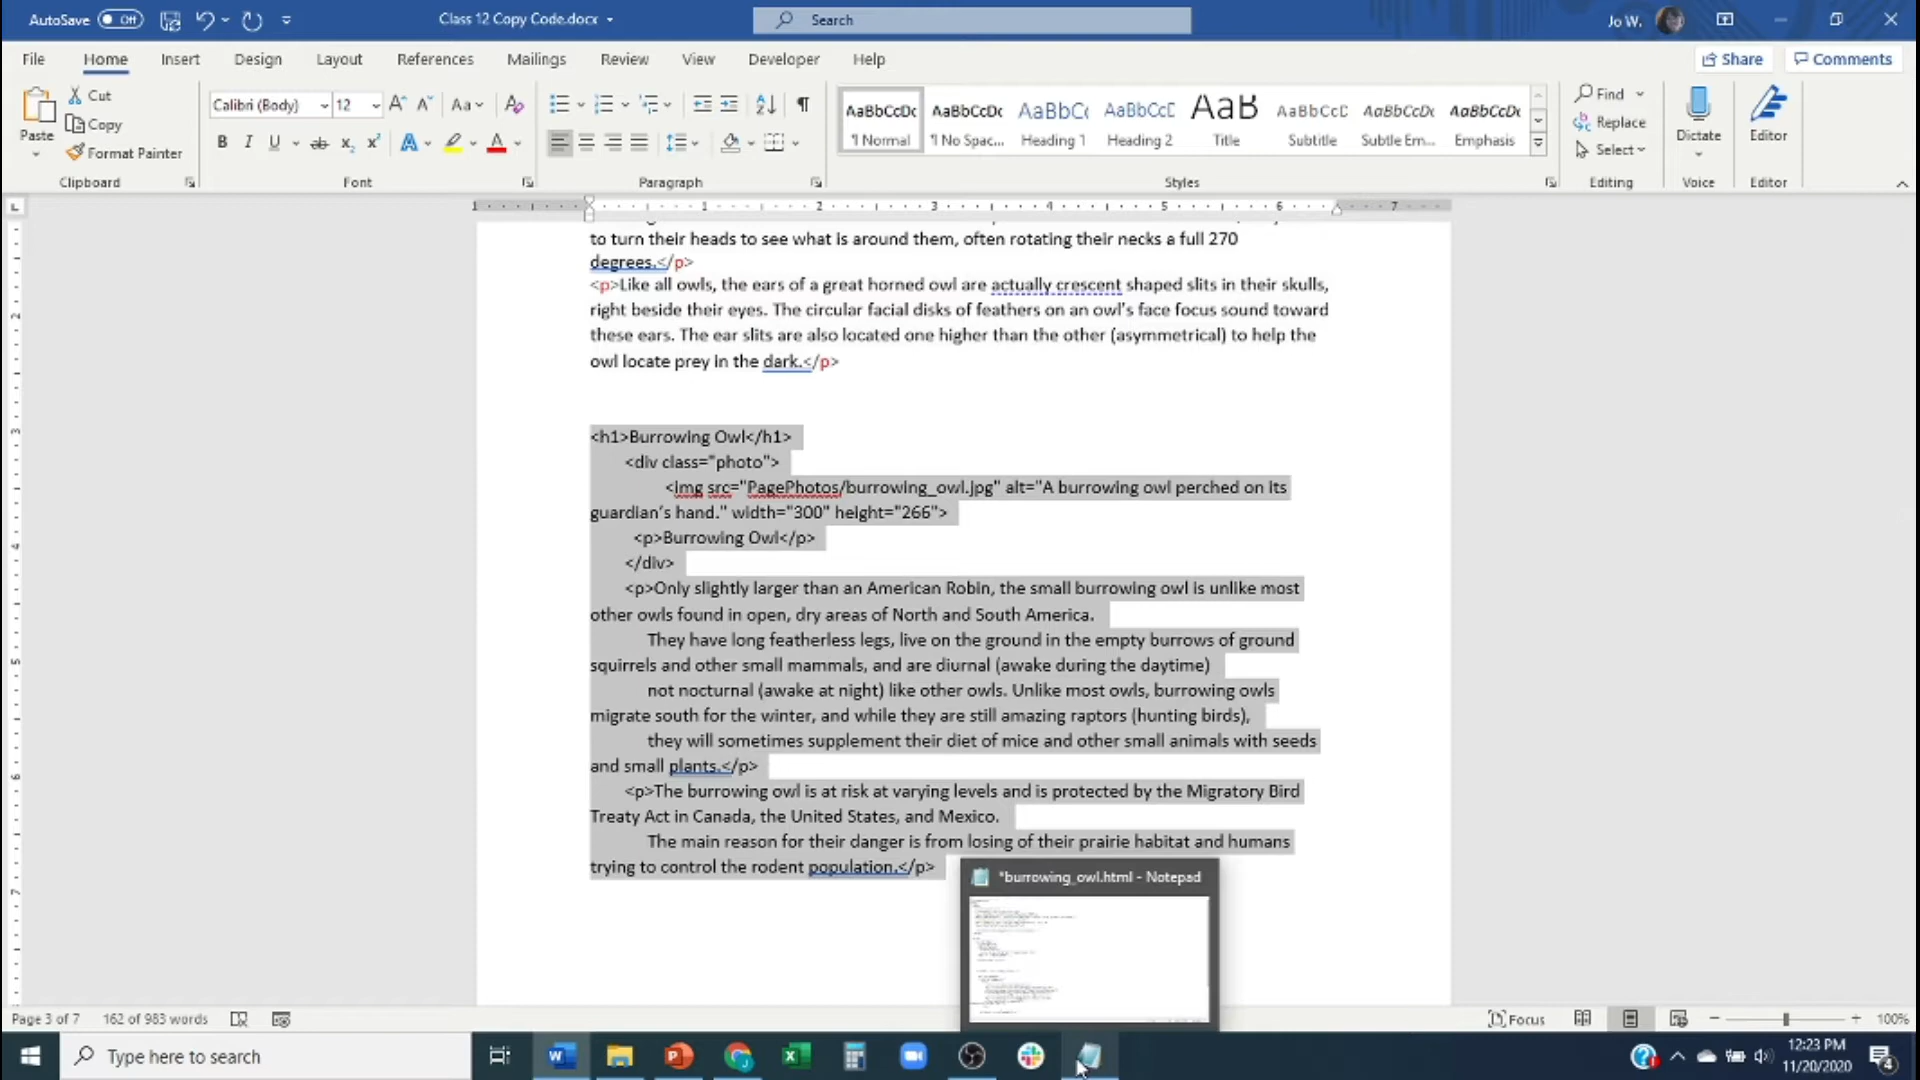 AutoSave Off
Class 12 Copy Code.docx
Search
Jo W.
File Home Insert Design Layout References Mailings Review View Developer Help
Share Comments
Paste
Cut
Copy
Format Painter
Clipboard
Calibri (Body) 12
Font
Paragraph
AaBbCcDc ¶ Normal
AaBbCcDc ¶ No Spac...
AaBbCc Heading 1
AaBbCcD Heading 2
AaB Title
AaBbCcD Subtitle
AaBbCcDc Subtle Em...
AaBbCcDc Emphasis
Styles
Find
Replace
Select
Editing
Dictate
Voice
Editor
Editor
1 1 2 3 4 5 6 7
to turn their heads to see what is around them, often rotating their necks a full 270
degrees.</p>
<p>Like all owls, the ears of a great horned owl are actually crescent shaped slits in their skulls,
right beside their eyes. The circular facial disks of feathers on an owl's face focus sound toward
these ears. The ear slits are also located one higher than the other (asymmetrical) to help the
owl locate prey in the dark.</p>
<h1>Burrowing Owl</h1>
<div class="photo">
<img src="PagePhotos/burrowing_owl.jpg" alt="A burrowing owl perched on its
guardian's hand." width="300" height="266">
<p>Burrowing Owl</p>
</div>
<p>Only slightly larger than an American Robin, the small burrowing owl is unlike most
other owls found in open, dry areas of North and South America.
They have long featherless legs, live on the ground in the empty burrows of ground
squirrels and other small mammals, and are diurnal (awake during the daytime)
not nocturnal (awake at night) like other owls. Unlike most owls, burrowing owls
migrate south for the winter, and while they are still amazing raptors (hunting birds),
they will sometimes supplement their diet of mice and other small animals with seeds
and small plants.</p>
<p>The burrowing owl is at risk at varying levels and is protected by the Migratory Bird
Treaty Act in Canada, the United States, and Mexico.
The main reason for their danger is from losing of their prairie habitat and humans
trying to control the rodent population.</p>
*burrowing_owl.html - Notepad
Page 3 of 7 162 of 983 words
Focus
100%
Type here to search
12:23 PM
11/20/2020
4